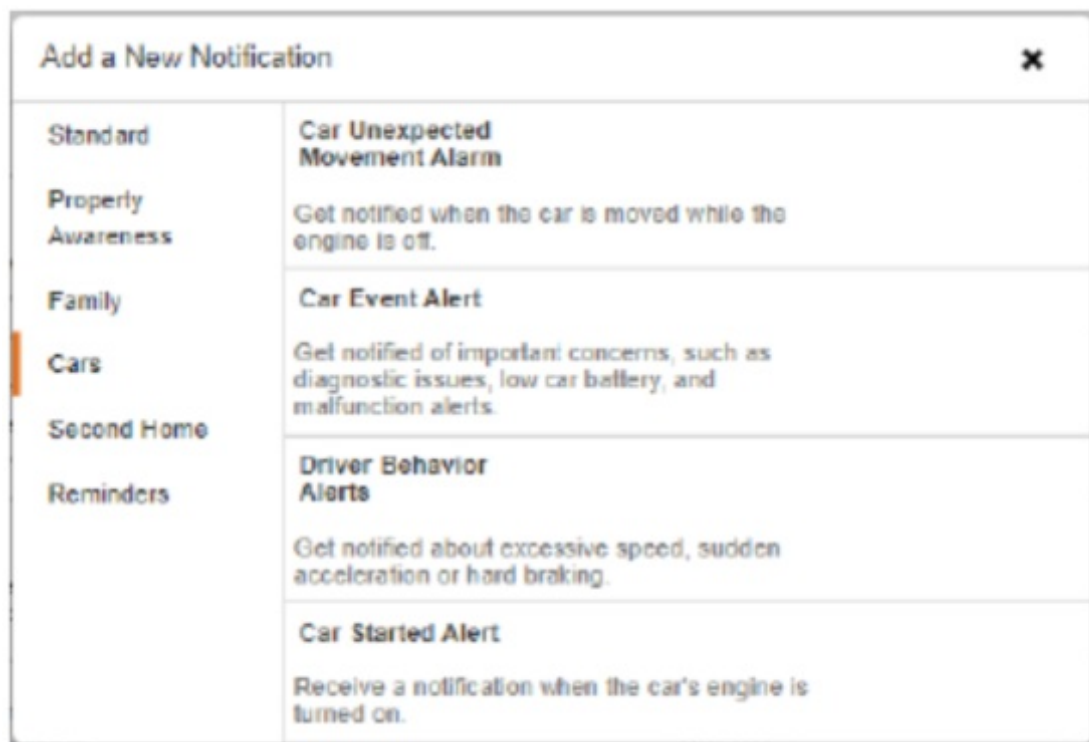 Add a New Notification
Standard
Property
Awareness
Family
Cars
Second Home
Reminders
Car Unexpected
Movement Alarm
Get notified when the car is moved while the
engine is off.
Car Event Alert
Get notified of important concerns, such as
diagnostic issues, low car battery, and
malfunction alerts.
Driver Behavior
Alerts
Get notified about excessive speed, sudden
acceleration or hard braking.
Car Started Alert
Receive a notification when the car's engine is
turned on.